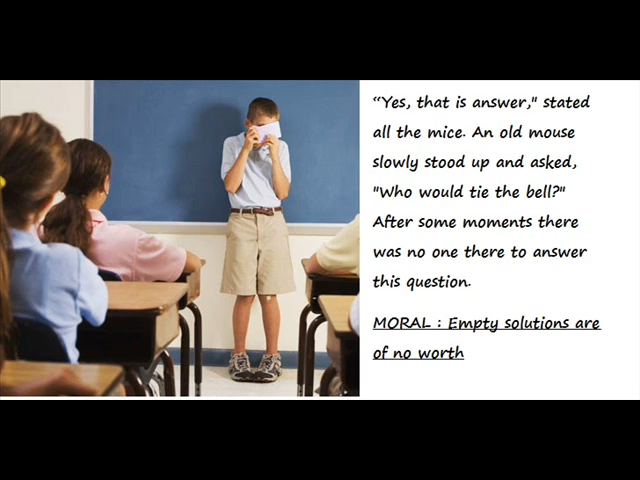 “Yes, that is answer," stated
all the mice. An old mouse
slowly stood up and asked,
"Who would tie the bell?"
After some moments there
was no one there to answer
this question.
MORAL : Empty solutions are
of no worth